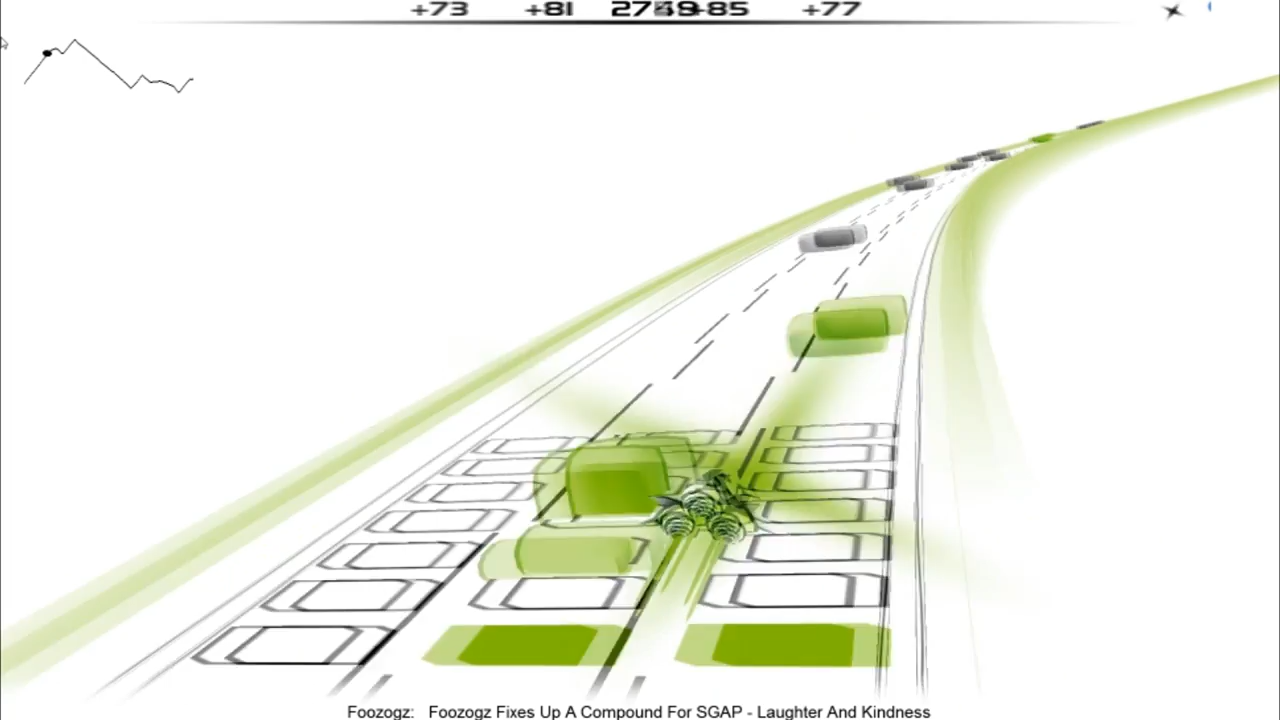 +73 +81 +85 +77
Foozogz: Foozogz Fixes Up A Compound For SGAP - Laughter And Kindness